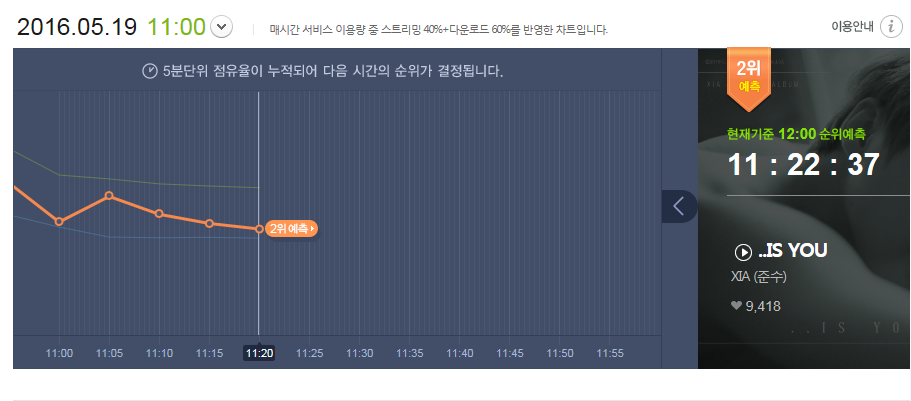 2016.05.19 11:00
매시간 서비스 이용량 중 스트리밍 40%+다운로드 60%를 반영한 차트입니다.
이용안내 i
5분단위 점유율이 누적되어 다음 시간의 순위가 결정됩니다.
2위 예측
11:00 11:05 11:10 11:15 11:20 11:25 11:30 11:35 11:40 11:45 11:50 11:55
2위
예측
XIA ALBUM
현재기준 12:00 순위예측
11 : 22 : 37
..IS YOU
XIA (준수)
9,418
..IS YO